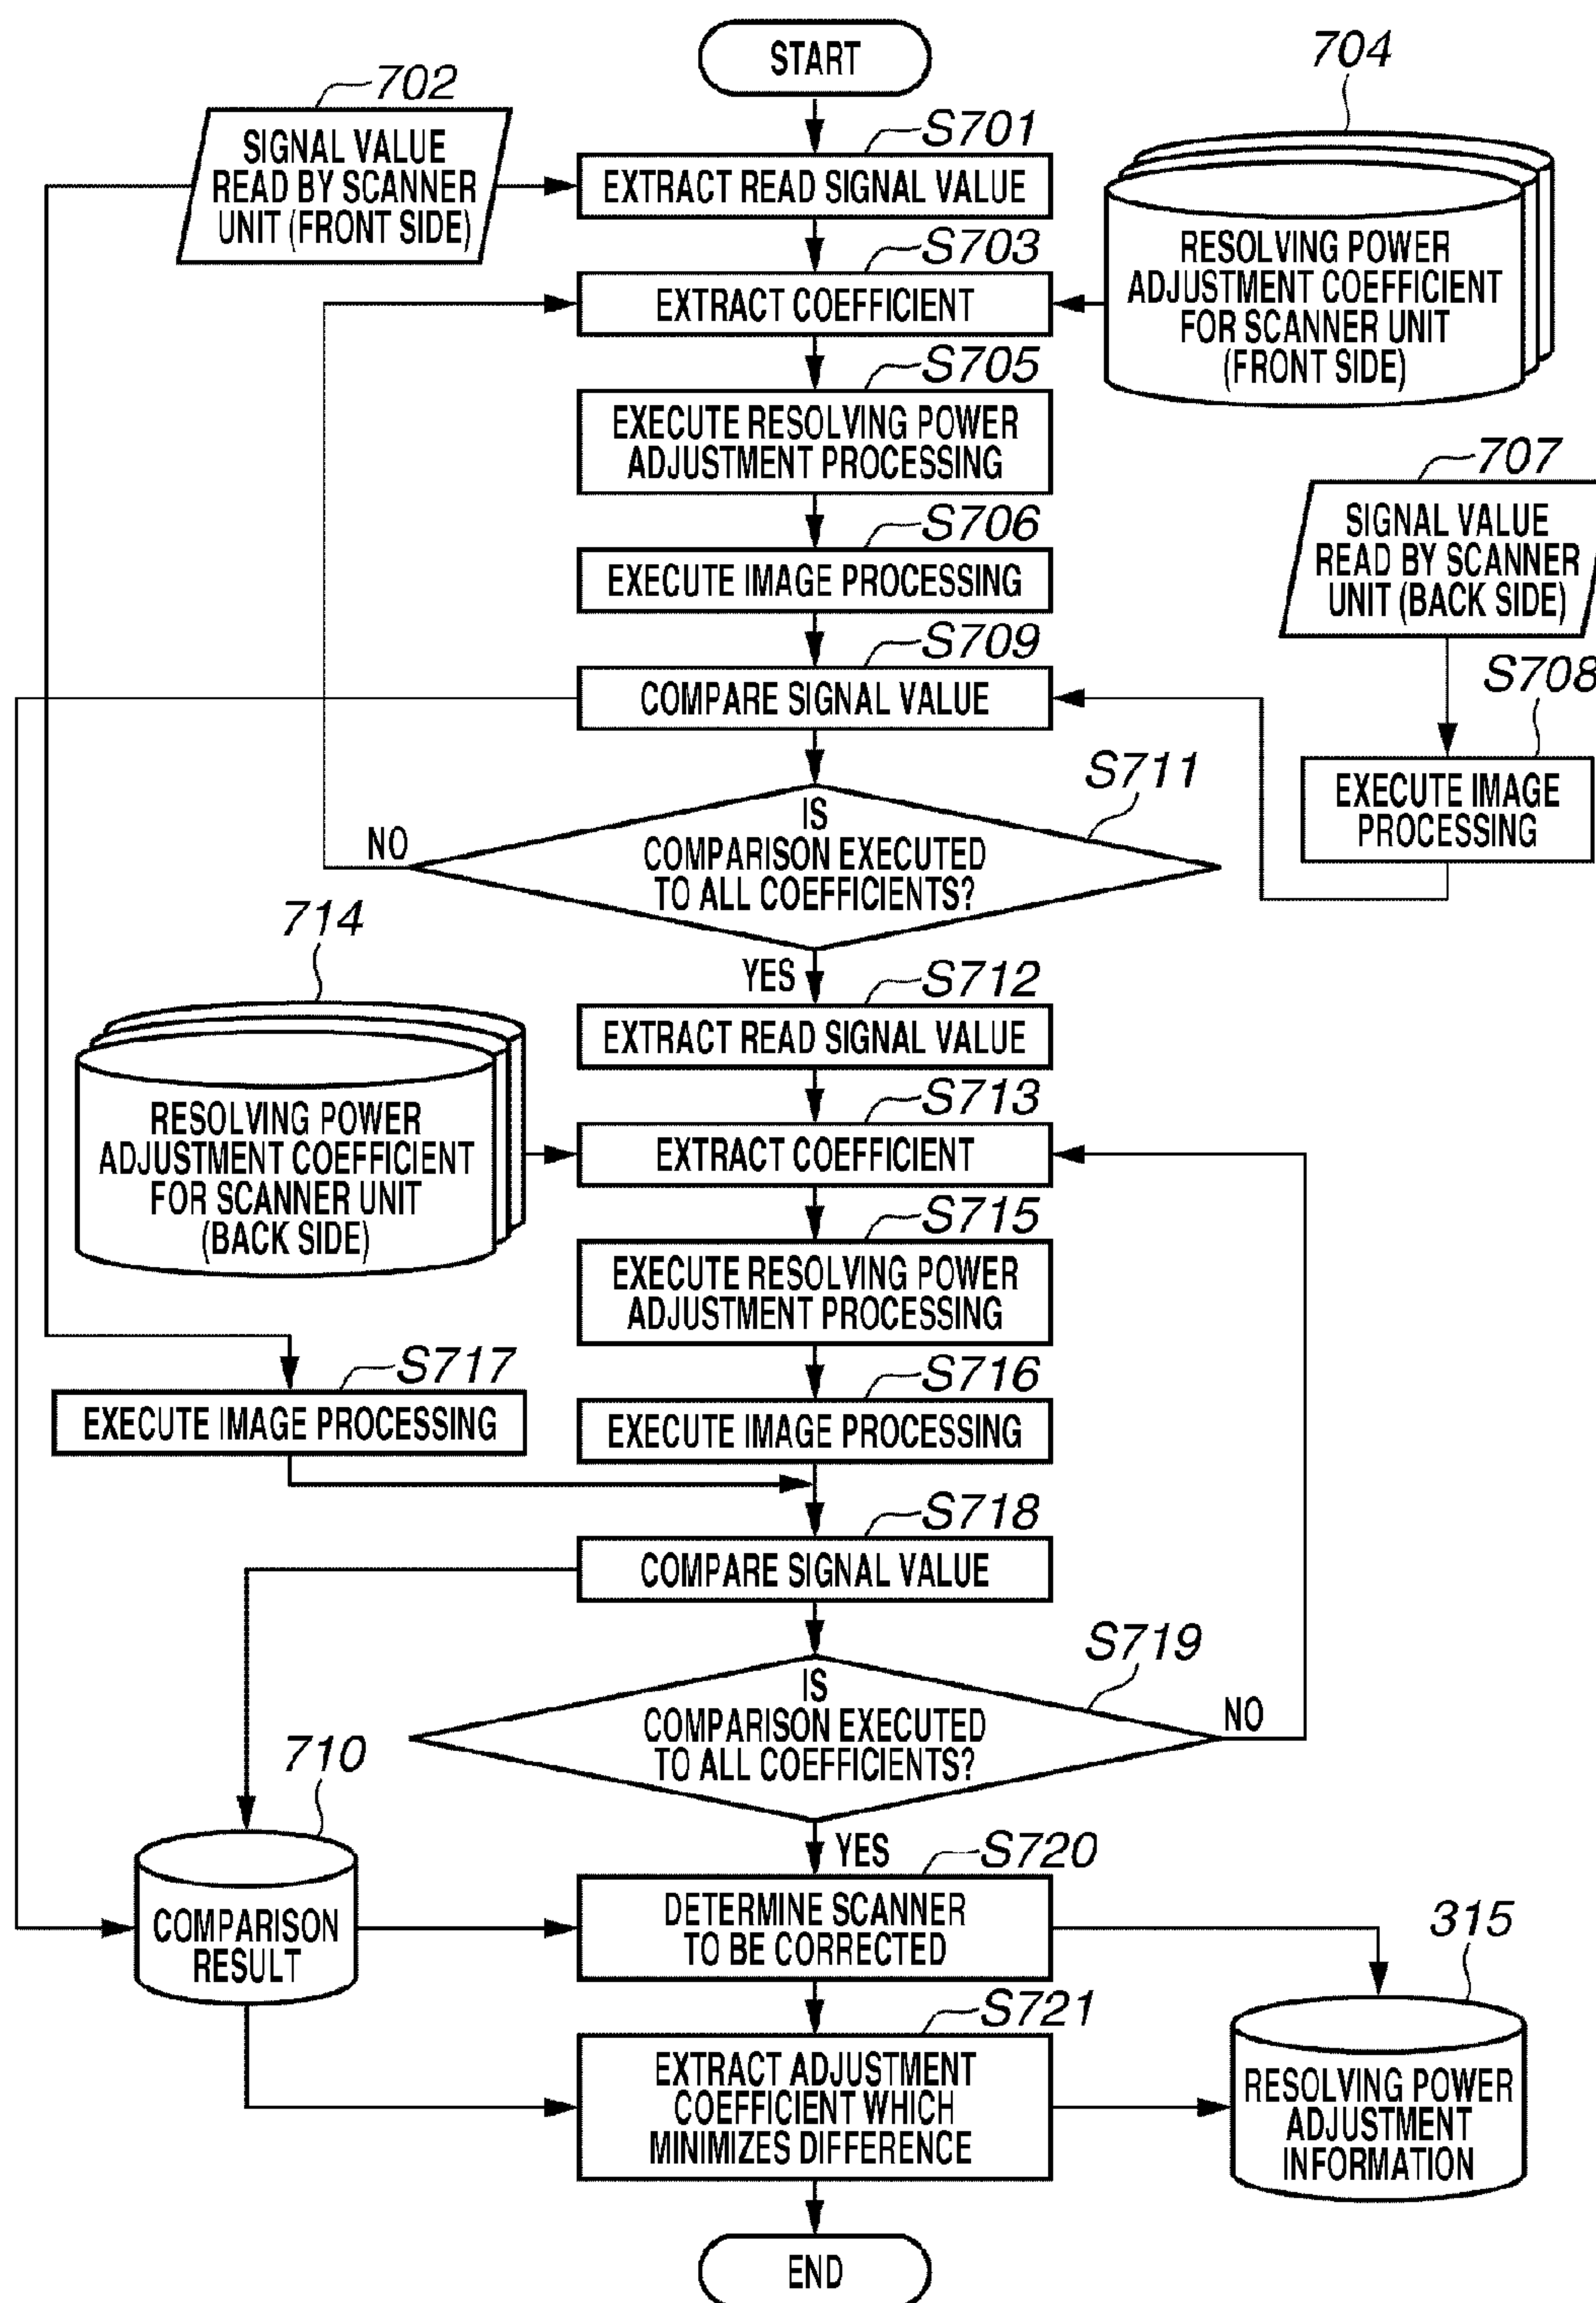 START
702
704
SIGNAL VALUE
READ BY SCANNER
UNIT (FRONT SIDE)
S701
EXTRACT READ SIGNAL VALUE
S703
EXTRACT COEFFICIENT
RESOLVING POWER
ADJUSTMENT COEFFICIENT
FOR SCANNER UNIT
(FRONT SIDE)
S705
EXECUTE RESOLVING POWER
ADJUSTMENT PROCESSING
707
SIGNAL VALUE
READ BY SCANNER
UNIT (BACK SIDE)
S706
EXECUTE IMAGE PROCESSING
S709
COMPARE SIGNAL VALUE
S708
EXECUTE IMAGE
PROCESSING
S711
IS
COMPARISON EXECUTED
TO ALL COEFFICIENTS?
NO
YES
714
RESOLVING POWER
ADJUSTMENT COEFFICIENT
FOR SCANNER UNIT
(BACK SIDE)
S712
EXTRACT READ SIGNAL VALUE
S713
EXTRACT COEFFICIENT
S715
EXECUTE RESOLVING POWER
ADJUSTMENT PROCESSING
S717
EXECUTE IMAGE PROCESSING
S716
EXECUTE IMAGE PROCESSING
S718
COMPARE SIGNAL VALUE
S719
IS
COMPARISON EXECUTED
TO ALL COEFFICIENTS?
NO
YES
710
COMPARISON
RESULT
S720
DETERMINE SCANNER
TO BE CORRECTED
315
RESOLVING POWER
ADJUSTMENT
INFORMATION
S721
EXTRACT ADJUSTMENT
COEFFICIENT WHICH
MINIMIZES DIFFERENCE
END